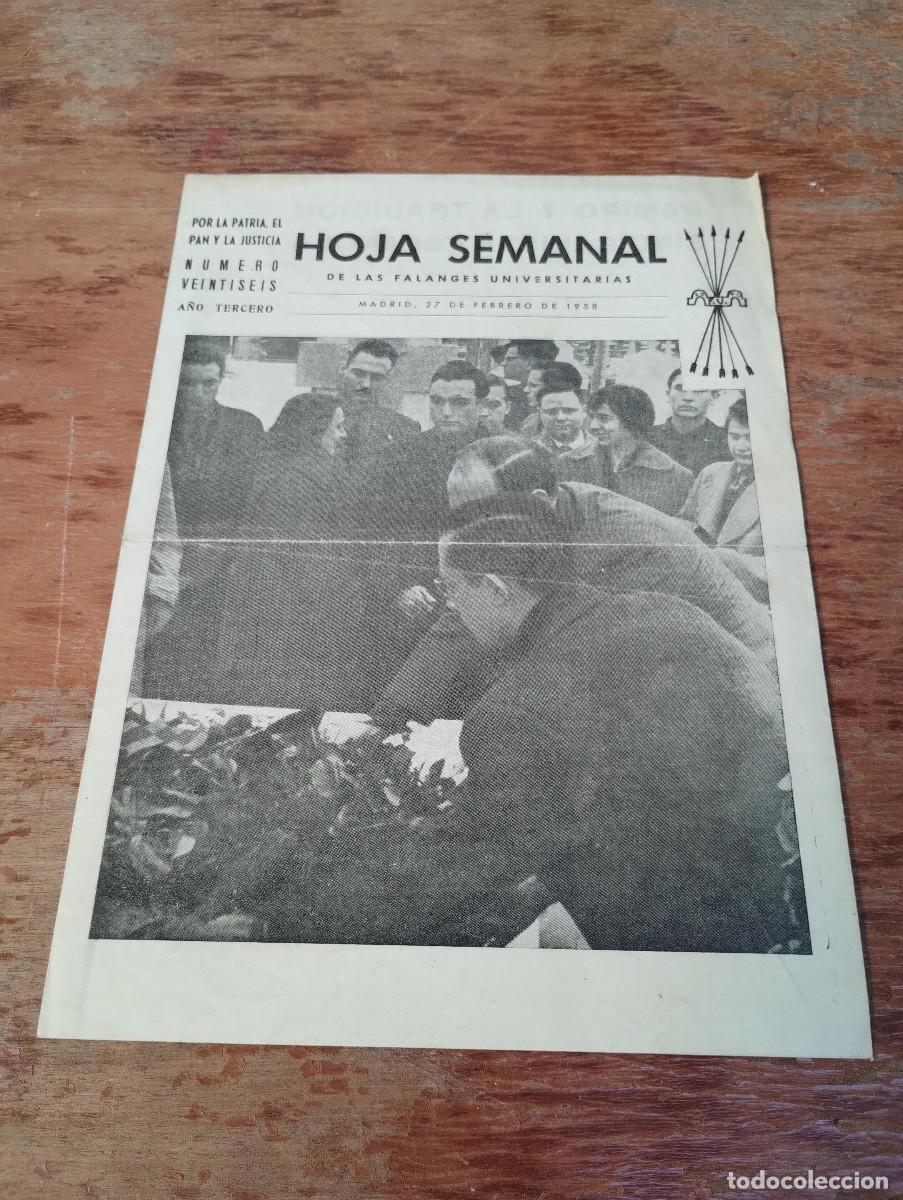 POR LA PATRIA, EL
PAN Y LA JUSTICIA
NUMERO
VEINTISEIS
AÑO TERCERO
HOJA SEMANAL
DE LAS FALANGES UNIVERSITARIAS
MADRID, 27 DE FEBRERO DE 1958
todocoleccion